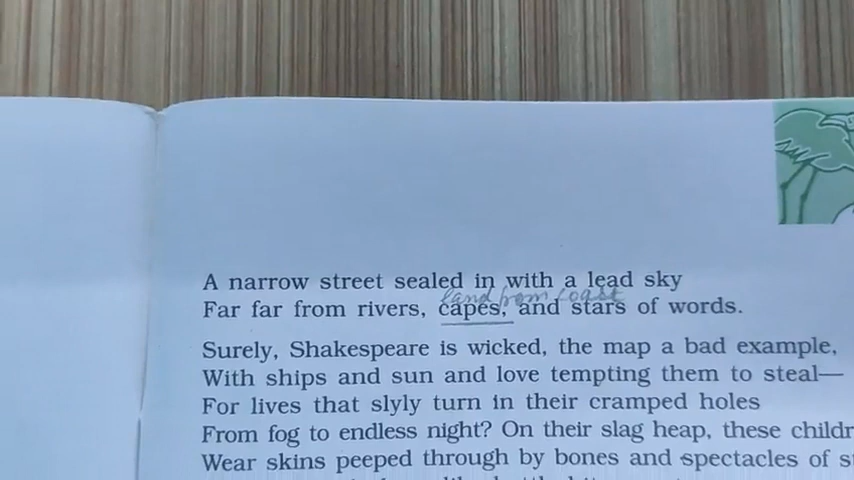 A narrow street sealed in with a lead sky
land from coast
Far far from rivers, capes, and stars of words.
Surely, Shakespeare is wicked, the map a bad example,
With ships and sun and love tempting them to steal—
For lives that slyly turn in their cramped holes
From fog to endless night? On their slag heap, these childr
Wear skins peeped through by bones and spectacles of s